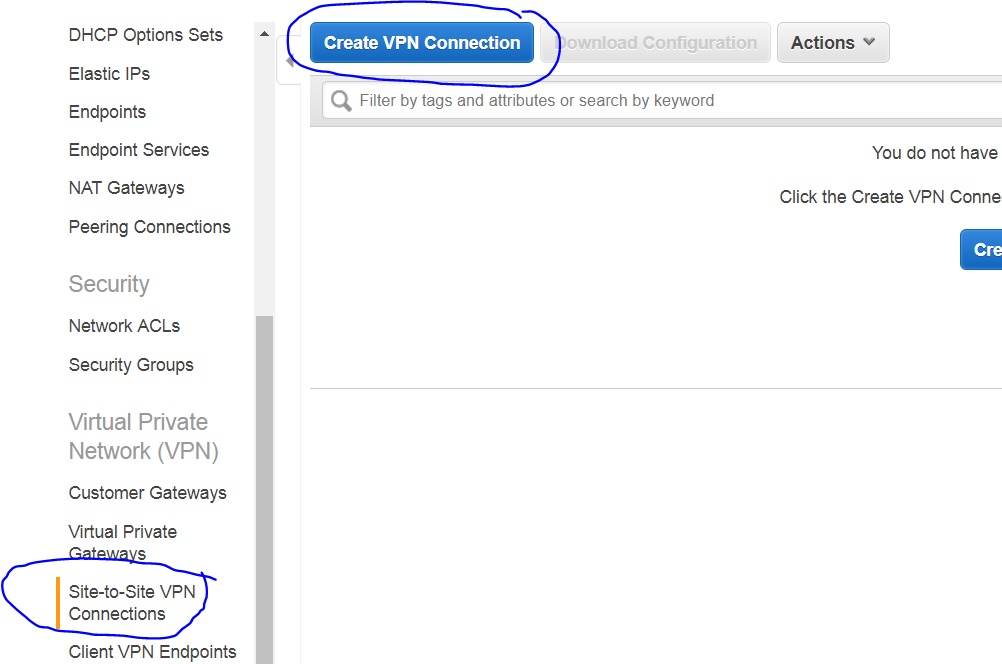 DHCP Options Sets
Elastic IPs
Endpoints
Endpoint Services
NAT Gateways
Peering Connections
Security
Network ACLs
Security Groups
Virtual Private
Network (VPN)
Customer Gateways
Virtual Private
Gateways
Site-to-Site VPN
Connections
Client VPN Endpoints
Create VPN Connection
Download Configuration
Actions
Filter by tags and attributes or search by keyword
You do not have
Click the Create VPN Conne
Cre